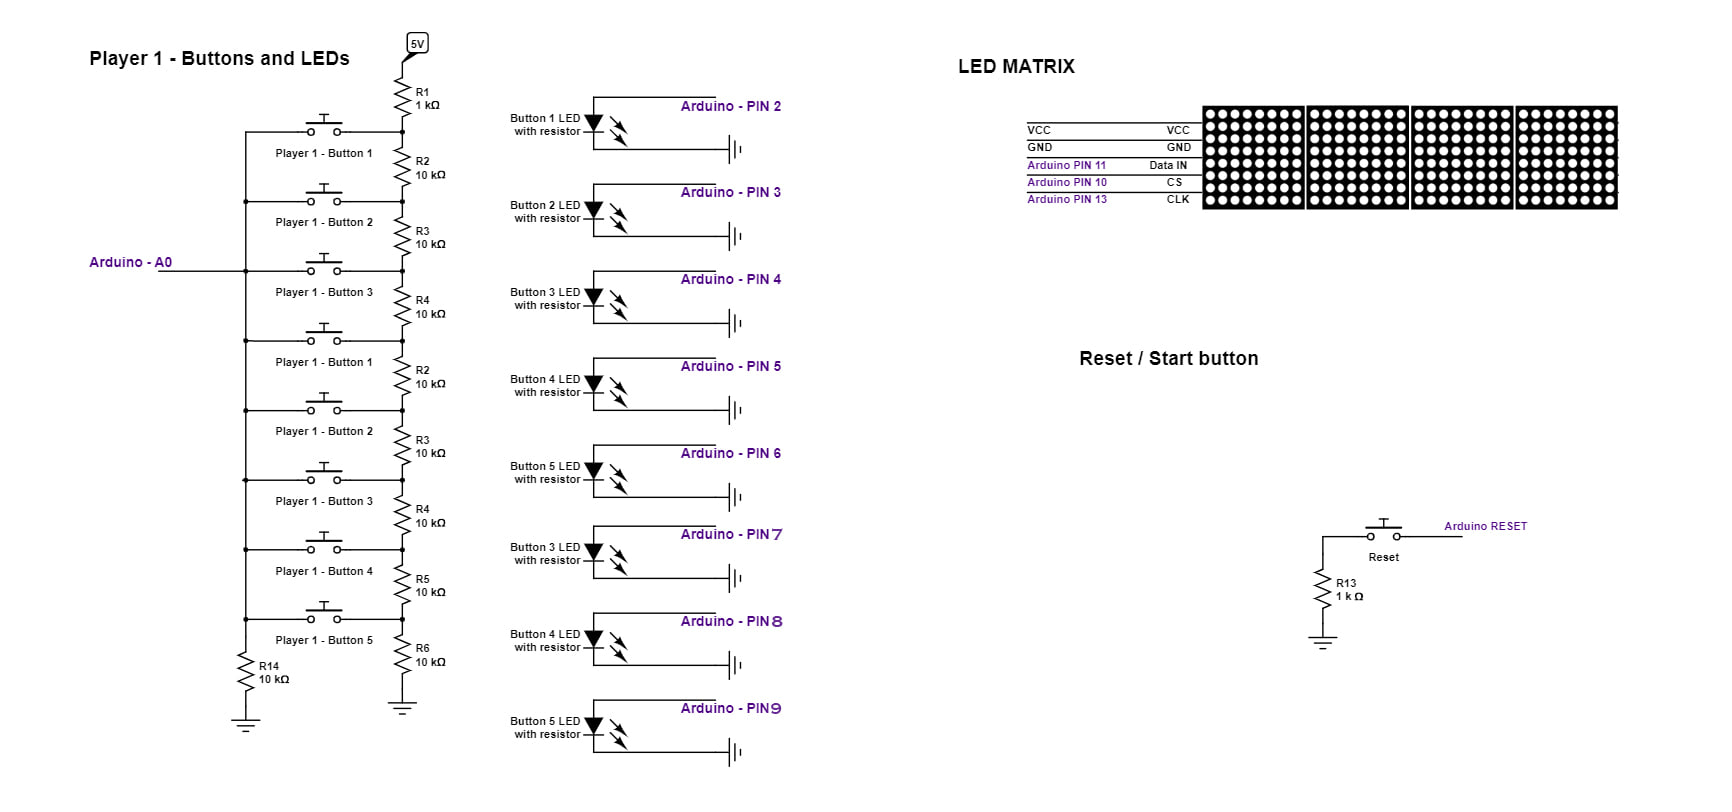 Player 1 - Buttons and LEDs
5V
R1
1 kΩ
Player 1 - Button 1
R2
10 kΩ
Player 1 - Button 2
R3
10 kΩ
Arduino - A0
Player 1 - Button 3
R4
10 kΩ
Player 1 - Button 1
R2
10 kΩ
Player 1 - Button 2
R3
10 kΩ
Player 1 - Button 3
R4
10 kΩ
Player 1 - Button 4
R5
10 kΩ
Player 1 - Button 5
R6
10 kΩ
R14
10 kΩ
Button 1 LED
with resistor
Arduino - PIN 2
Button 2 LED
with resistor
Arduino - PIN 3
Button 3 LED
with resistor
Arduino - PIN 4
Button 4 LED
with resistor
Arduino - PIN 5
Button 5 LED
with resistor
Arduino - PIN 6
Button 3 LED
with resistor
Arduino - PIN 7
Button 4 LED
with resistor
Arduino - PIN 8
Button 5 LED
with resistor
Arduino - PIN 9
LED MATRIX
VCC VCC
GND GND
Arduino PIN 11 Data IN
Arduino PIN 10 CS
Arduino PIN 13 CLK
Reset / Start button
Arduino RESET
Reset
R13
1 k Ω